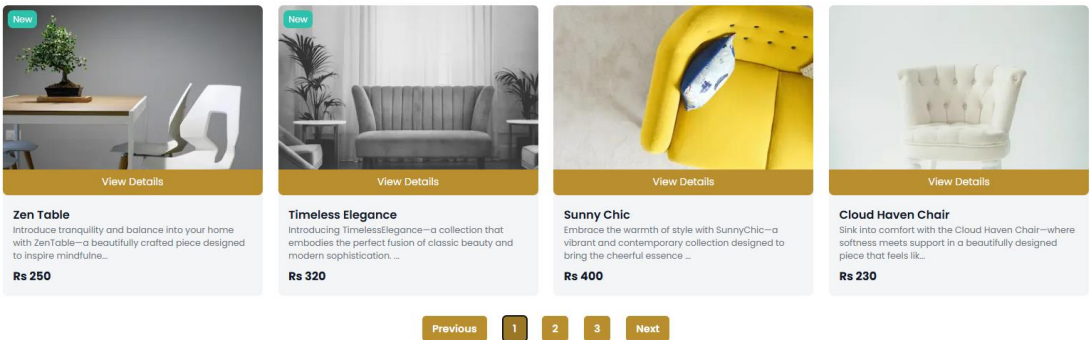 New
View Details
Zen Table
Introduce tranquility and balance into your home
with ZenTable—a beautifully crafted piece designed
to inspire mindfulne...
Rs 250
New
View Details
Timeless Elegance
Introducing TimelessElegance—a collection that
embodies the perfect fusion of classic beauty and
modern sophistication. ...
Rs 320
View Details
Sunny Chic
Embrace the warmth of style with SunnyChic—a
vibrant and contemporary collection designed to
bring the cheerful essence ...
Rs 400
View Details
Cloud Haven Chair
Sink into comfort with the Cloud Haven Chair—where
softness meets support in a beautifully designed
piece that feels lik...
Rs 230
Previous 1 2 3 Next